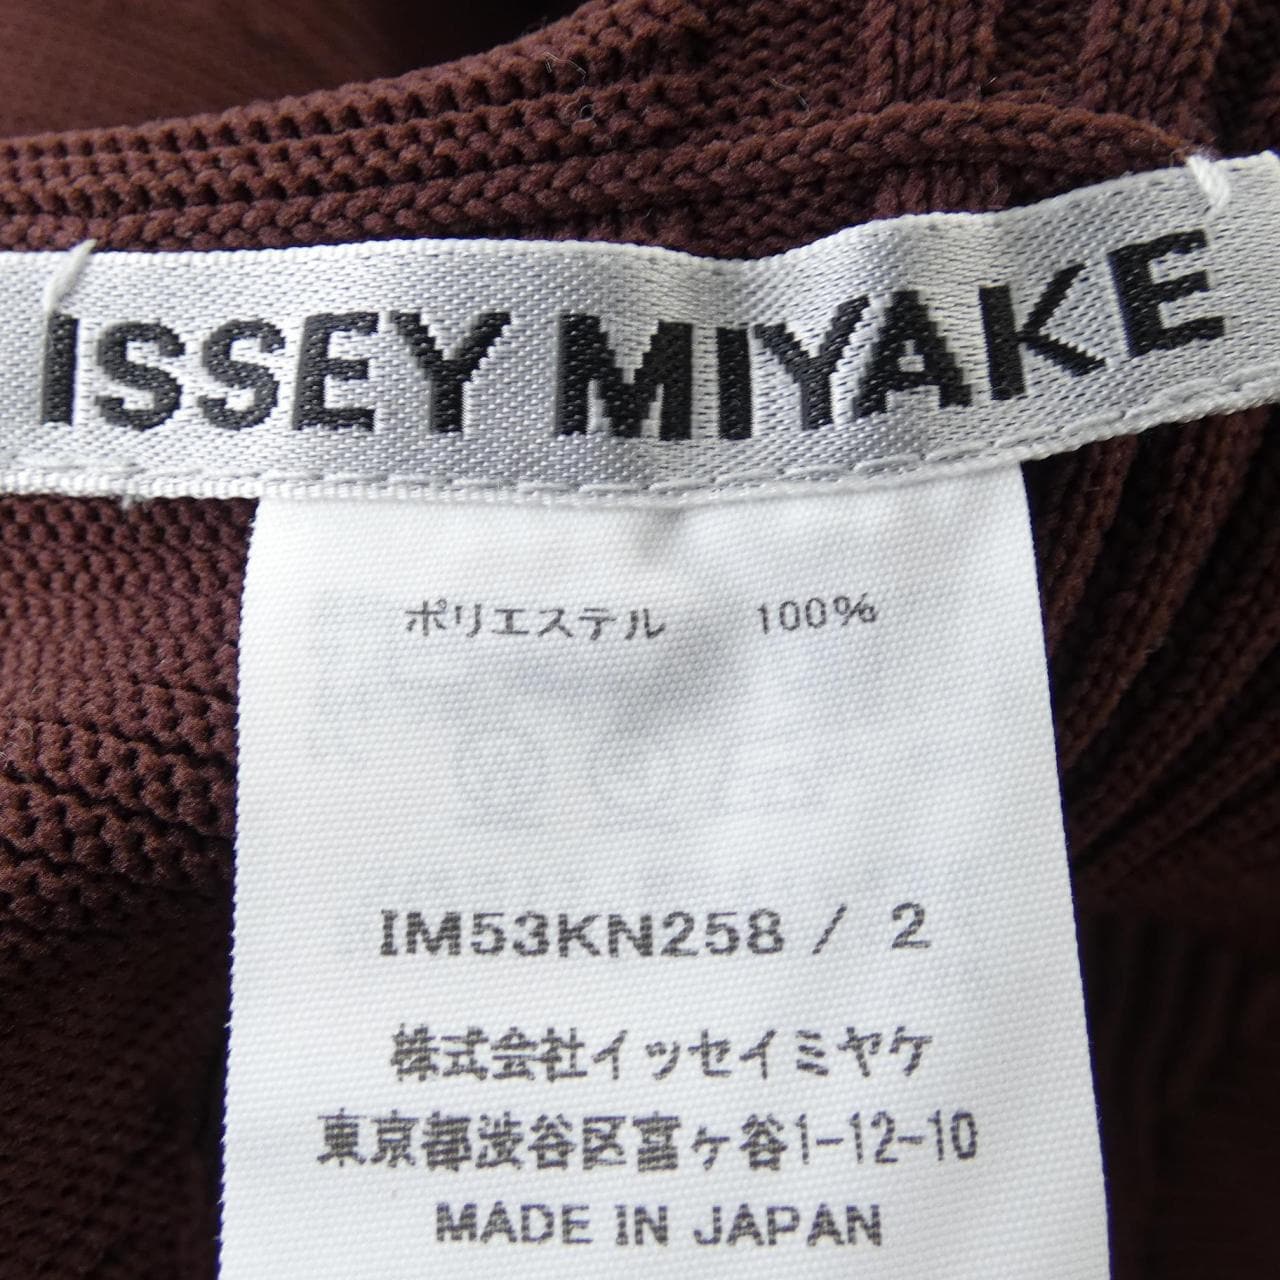 ISSEY MIYAKE
ポリエステル 100%
IM53KN258 / 2
株式会社イッセイミヤケ
東京都渋谷区富ヶ谷1-12-10
MADE IN JAPAN